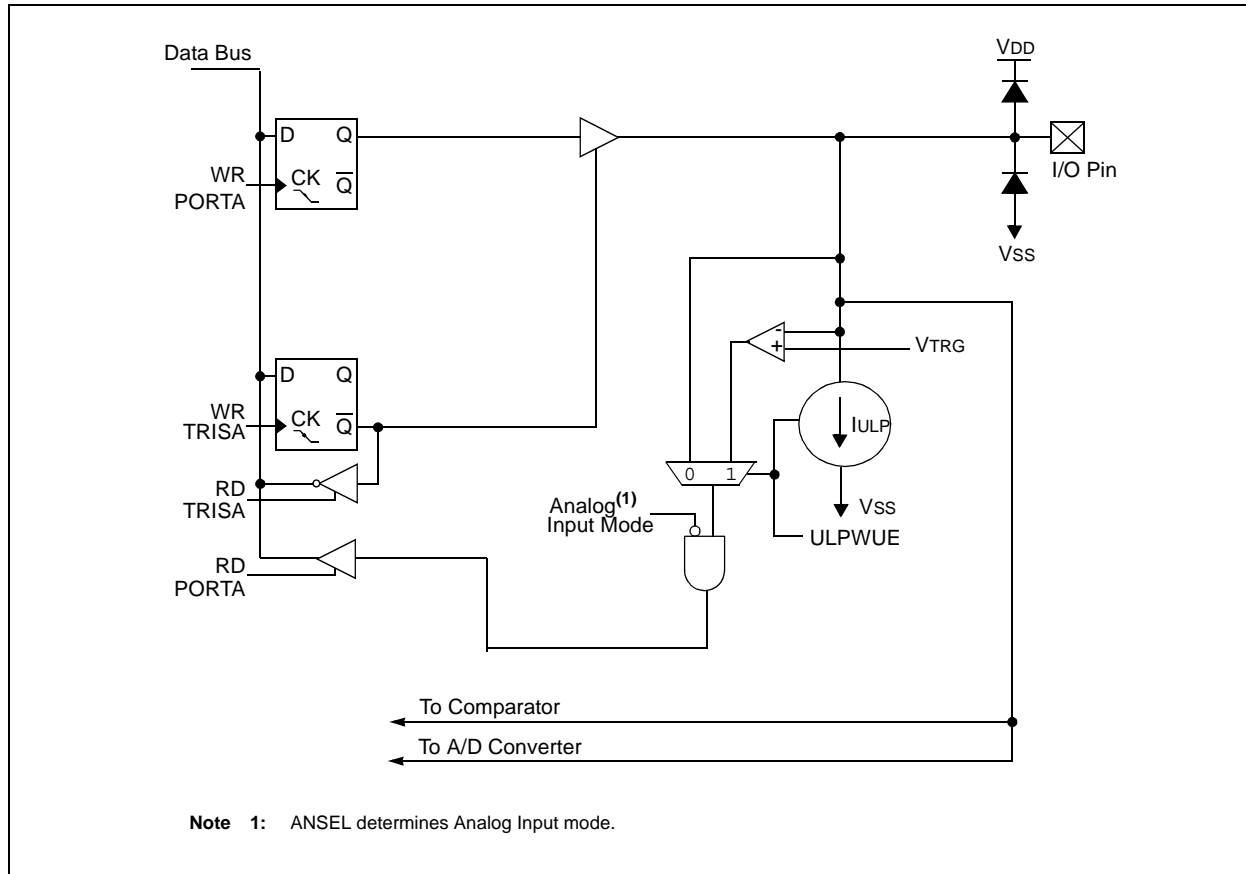 Data Bus
VDD
D Q
WR
PORTA
CK Q
I/O Pin
VSS
- 
+
VTRG
D Q
WR
TRISA
CK Q
IULP
RD
TRISA
0 1
Analog(1)
Input Mode
VSS
ULPWUE
RD
PORTA
To Comparator
To A/D Converter
Note 1: ANSEL determines Analog Input mode.